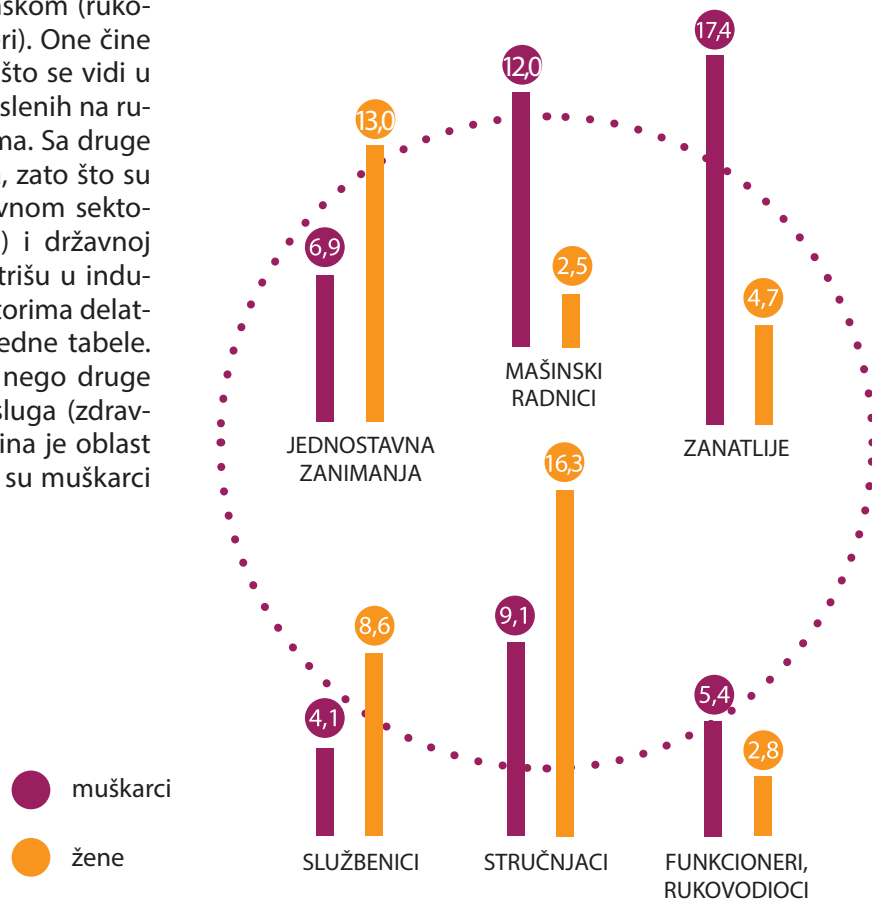 škom (ruko-
ri). One čine
što se vidi u
slenih na ru-
ma. Sa druge
, zato što su
vnom sekto-
) i državnoj
trišu u indu-
torima delat-
edne tabele.
nego druge
sluga (zdrav-
ina je oblast
su muškarci
17,4
12,0
13,0
6,9
2,5
4,7
MAŠINSKI
RADNICI
JEDNOSTAVNA
ZANIMANJA
ZANATLIJE
16,3
9,1
8,6
4,1
5,4
2,8
muškarci
žene
SLUŽBENICI
STRUČNJACI
FUNKCIONERI,
RUKOVODIOCI